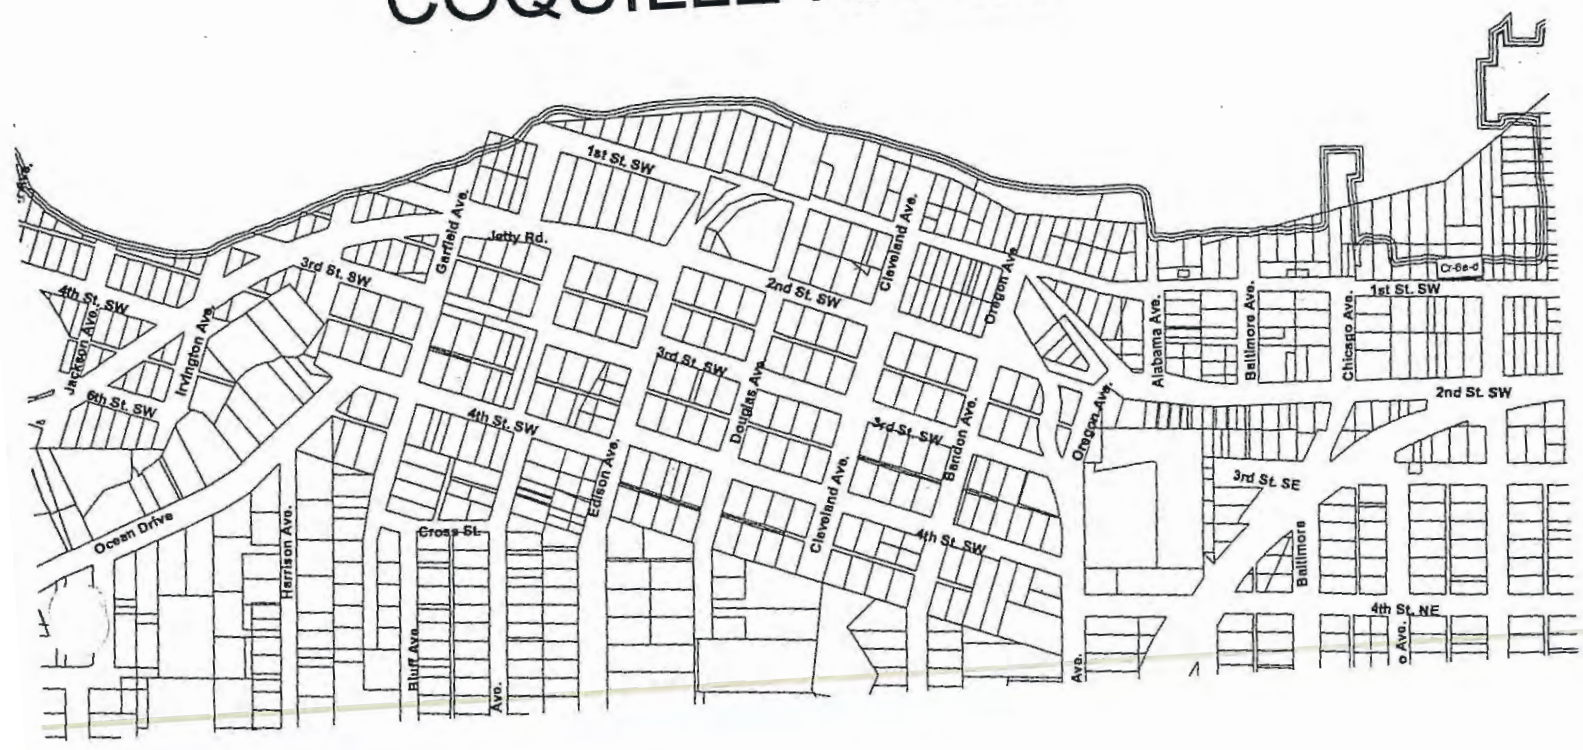 COQUILLE
1st St. SW
Garfield Ave.
Jetty Rd.
3rd St. SW
Cleveland Ave.
2nd St. SW
Oregon Ave.
Cr-6e-d
1st St. SW
4th St. SW
Jackson Ave.
Irvington Ave.
6th St. SW
Alabama Ave.
Baltimore Ave.
Chicago Ave.
2nd St. SW
3rd St. SW
Douglas Ave.
4th St. SW
3rd St. SW
Bandon Ave.
Oregon Ave.
Edison Ave.
3rd St. SE
Ocean Drive
Harrison Ave.
Cross St.
Cleveland Ave.
4th St. SW
Baltimore
4th St. NE
Bluff Ave.
Ave.
Ave.
o Ave.